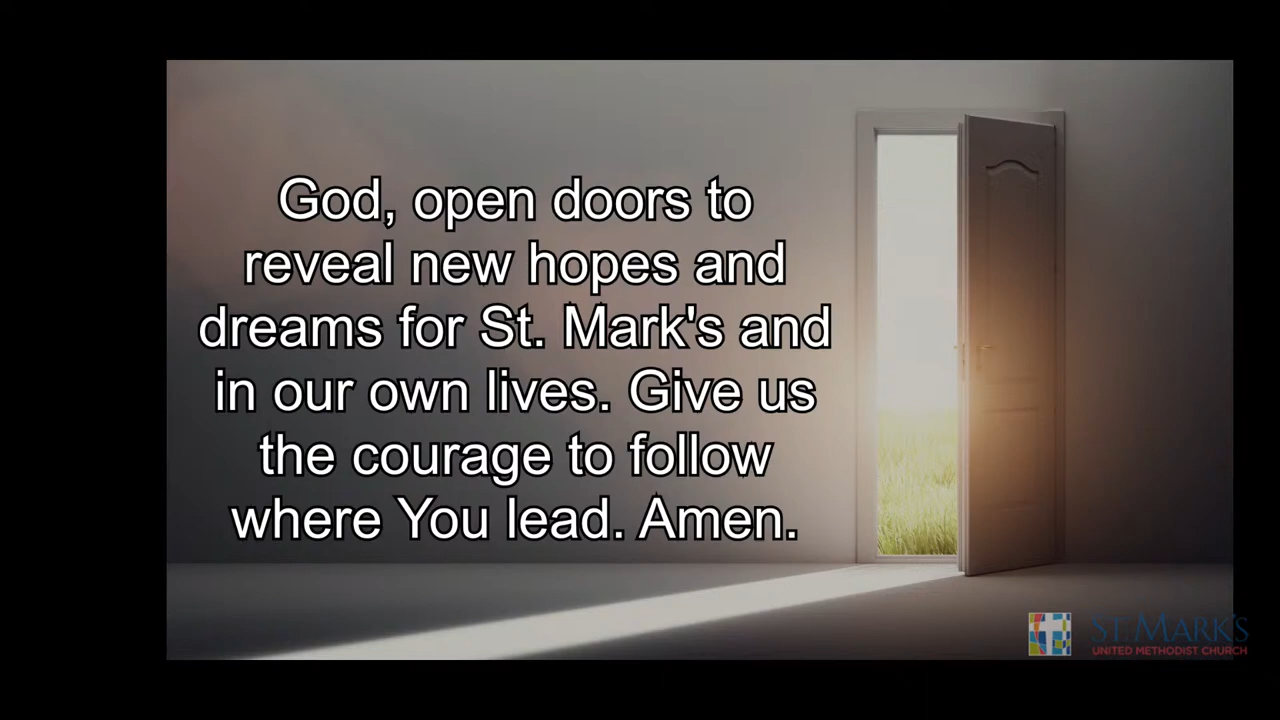 God, open doors to
reveal new hopes and
dreams for St. Mark's and
in our own lives. Give us
the courage to follow
where You lead. Amen.
ST. MARK'S
UNITED METHODIST CHURCH